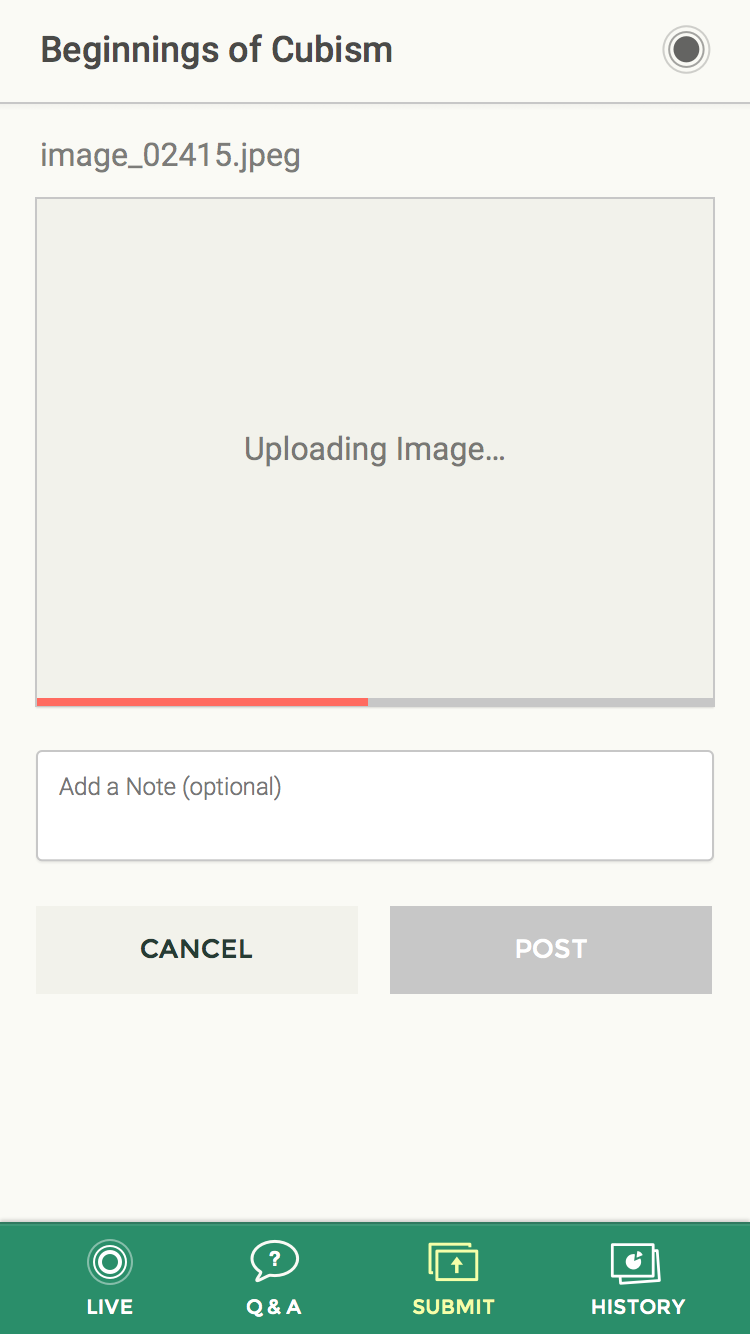 Beginnings of Cubism
image_02415.jpeg
Uploading Image...
Add a Note (optional)
CANCEL POST
?
LIVE Q & A SUBMIT HISTORY